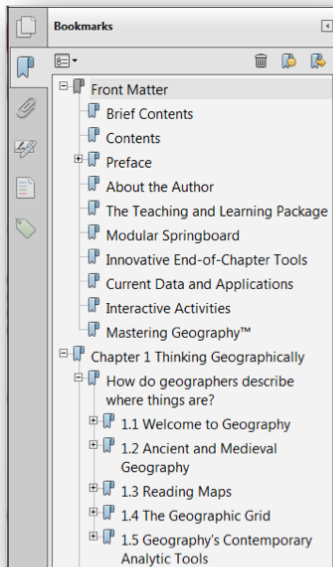 Bookmarks
Front Matter
Brief Contents
Contents
Preface
About the Author
The Teaching and Learning Package
Modular Springboard
Innovative End-of-Chapter Tools
Current Data and Applications
Interactive Activities
Mastering Geography™
Chapter 1 Thinking Geographically
How do geographers describe
where things are?
1.1 Welcome to Geography
1.2 Ancient and Medieval
Geography
1.3 Reading Maps
1.4 The Geographic Grid
1.5 Geography's Contemporary
Analytic Tools